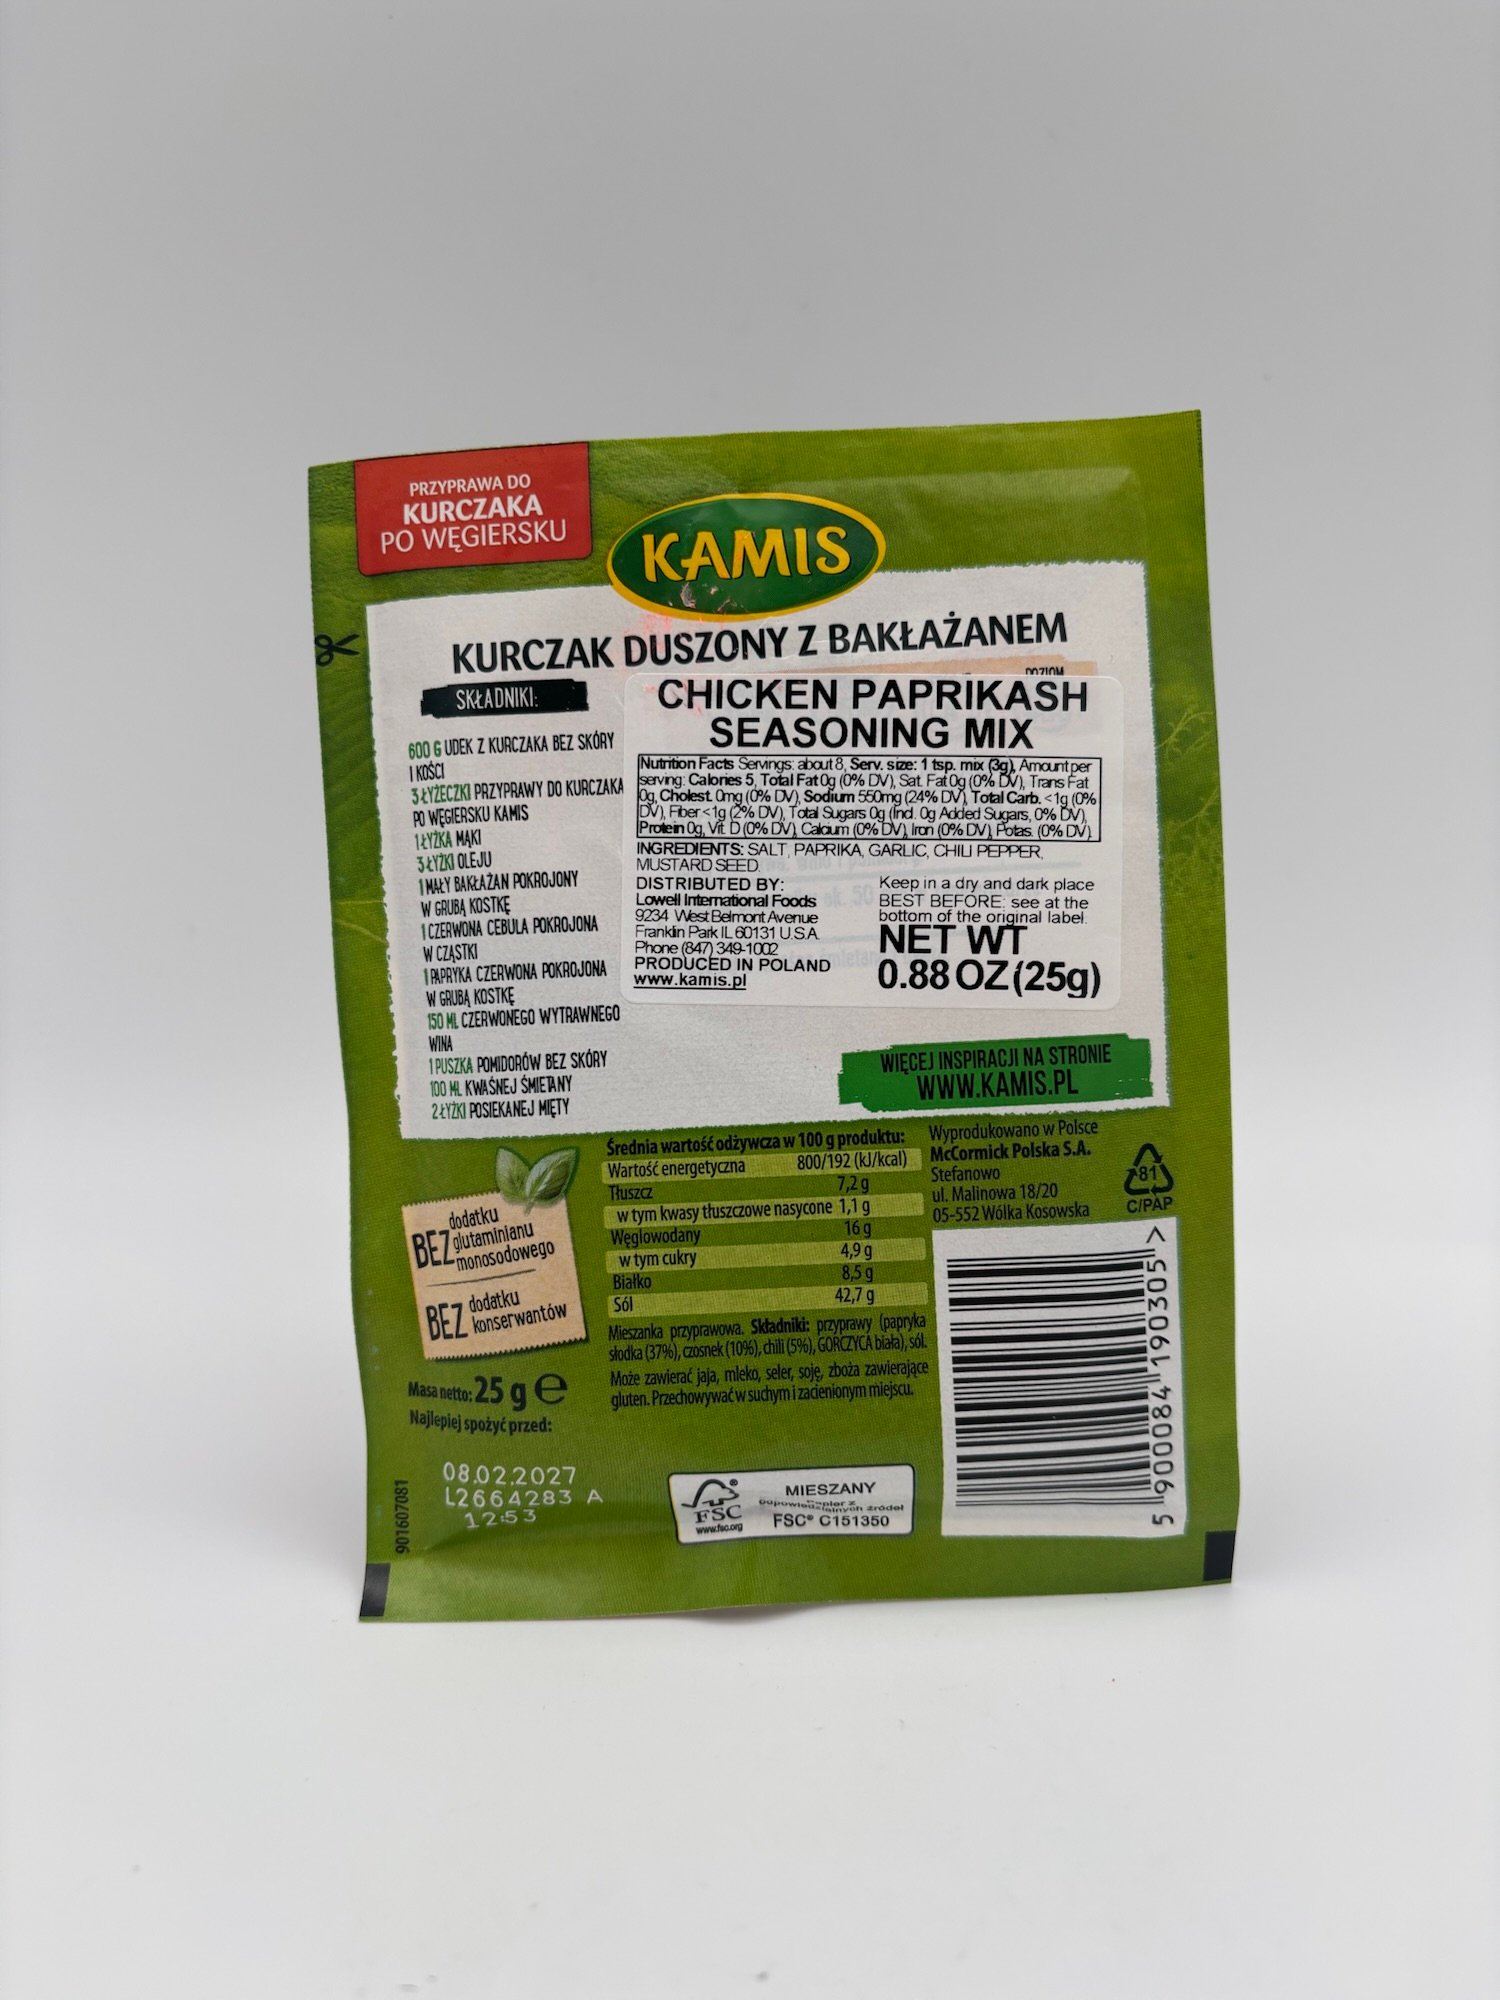 PRZYPRAWA DO
KURCZAKA
PO WĘGIERSKU
KAMIS
KURCZAK DUSZONY Z BAKŁAŻANEM
SKŁADNIKI:
600 G UDEK Z KURCZAKA BEZ SKÓRY
I KOŚCI
3 ŁYŻECZKI PRZYPRAWY DO KURCZAKA
PO WĘGIERSKU KAMIS
1 ŁYŻKA MĄKI
3 ŁYŻKI OLEJU
1 MAŁY BAKŁAŻAN POKROJONY
W GRUBĄ KOSTKĘ
1 CZERWONA CEBULA POKROJONA
W CZĄSTKI
1 PAPRYKA CZERWONA POKROJONA
W GRUBĄ KOSTKĘ
150 ML CZERWONEGO WYTRAWNEGO
WINA
1 PUSZKA POMIDORÓW BEZ SKÓRY
100 ML KWAŚNEJ ŚMIETANY
2 ŁYŻKI POSIEKANEJ MIĘTY
POZIOM
CHICKEN PAPRIKASH
SEASONING MIX
Nutrition Facts Servings: about 8, Serv. size: 1 tsp. mix (3g), Amount per
serving: Calories 5, Total Fat 0g (0% DV), Sat. Fat 0g (0% DV), Trans Fat
0g, Cholest. 0mg (0% DV), Sodium 550mg (24% DV), Total Carb. <1g (0%
DV), Fiber <1g (2% DV), Total Sugars 0g (Incl. 0g Added Sugars, 0% DV),
Protein 0g, Vit. D (0% DV), Calcium (0% DV), Iron (0% DV), Potas. (0% DV).
INGREDIENTS: SALT, PAPRIKA, GARLIC, CHILI PEPPER,
MUSTARD SEED.
DISTRIBUTED BY:
Lowell International Foods
9234 West Belmont Avenue
Franklin Park IL 60131 U.S.A.
Phone (847) 349-1002
PRODUCED IN POLAND
www.kamis.pl
Keep in a dry and dark place
BEST BEFORE: see at the
bottom of the original label.
NET WT
0.88 OZ (25g)
WIĘCEJ INSPIRACJI NA STRONIE
WWW.KAMIS.PL
BEZ dodatku
glutaminianu
monosodowego
BEZ dodatku
konserwantów
Masa netto: 25 g e
Najlepiej spożyć przed:
08.02.2027
L2664283 A
12:53
901607081
Średnia wartość odżywcza w 100 g produktu:
Wartość energetyczna 800/192 (kJ/kcal)
Tłuszcz 7,2 g
w tym kwasy tłuszczowe nasycone 1,1 g
Węglowodany 16 g
w tym cukry 4,9 g
Białko 8,5 g
Sól 42,7 g
Mieszanka przyprawowa. Składniki: przyprawy (papryka
słodka (37%), czosnek (10%), chili (5%), GORCZYCA biała), sól.
Może zawierać jaja, mleko, seler, soję, zboża zawierające
gluten. Przechowywać w suchym i zacienionym miejscu.
Wyprodukowano w Polsce
McCormick Polska S.A.
Stefanowo
ul. Malinowa 18/20
05-552 Wólka Kosowska
81
C/PAP
5 900084 190305 >
FSC
www.fsc.org
MIESZANY
Papier z
odpowiedzialnych źródeł
FSC® C151350